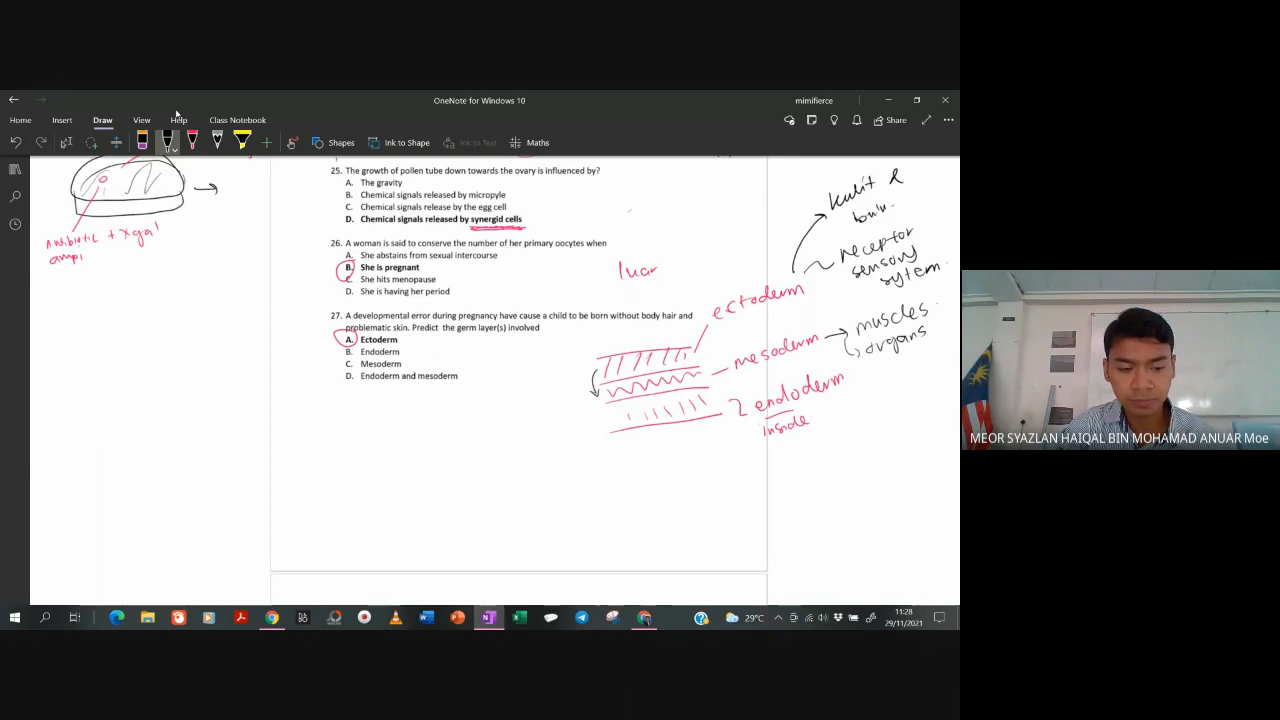 OneNote for Windows 10
mimifierce
Home Insert Draw View Help Class Notebook
Share
Shapes Ink to Shape Ink to Text Maths
25. The growth of pollen tube down towards the ovary is influenced by?
A. The gravity
B. Chemical signals released by micropyle
C. Chemical signals release by the egg cell
D. Chemical signals released by synergid cells
26. A woman is said to conserve the number of her primary oocytes when
A. She abstains from sexual intercourse
B. She is pregnant
C. She hits menopause
D. She is having her period
27. A developmental error during pregnancy have cause a child to be born without body hair and
problematic skin. Predict the germ layer(s) involved
A. Ectoderm
B. Endoderm
C. Mesoderm
D. Endoderm and mesoderm
Antibiotic + Xgal
ampi
luar
kulit &
receptor
sensory
system.
ectoderm
mesoderm
muscles
organs
endoderm
inside
MEOR SYAZLAN HAIQAL BIN MOHAMAD ANUAR Moe
29°C
11:28
29/11/2021